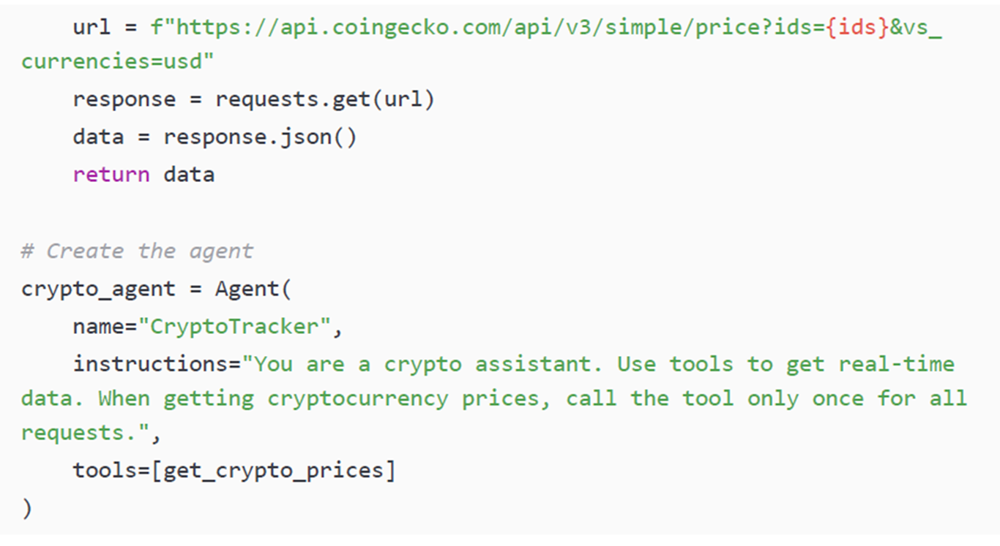 url = f"https://api.coingecko.com/api/v3/simple/price?ids={ids}&vs_
currencies=usd"
    response = requests.get(url)
    data = response.json()
    return data

# Create the agent
crypto_agent = Agent(
    name="CryptoTracker",
    instructions="You are a crypto assistant. Use tools to get real-time
data. When getting cryptocurrency prices, call the tool only once for all
requests.",
    tools=[get_crypto_prices]
)